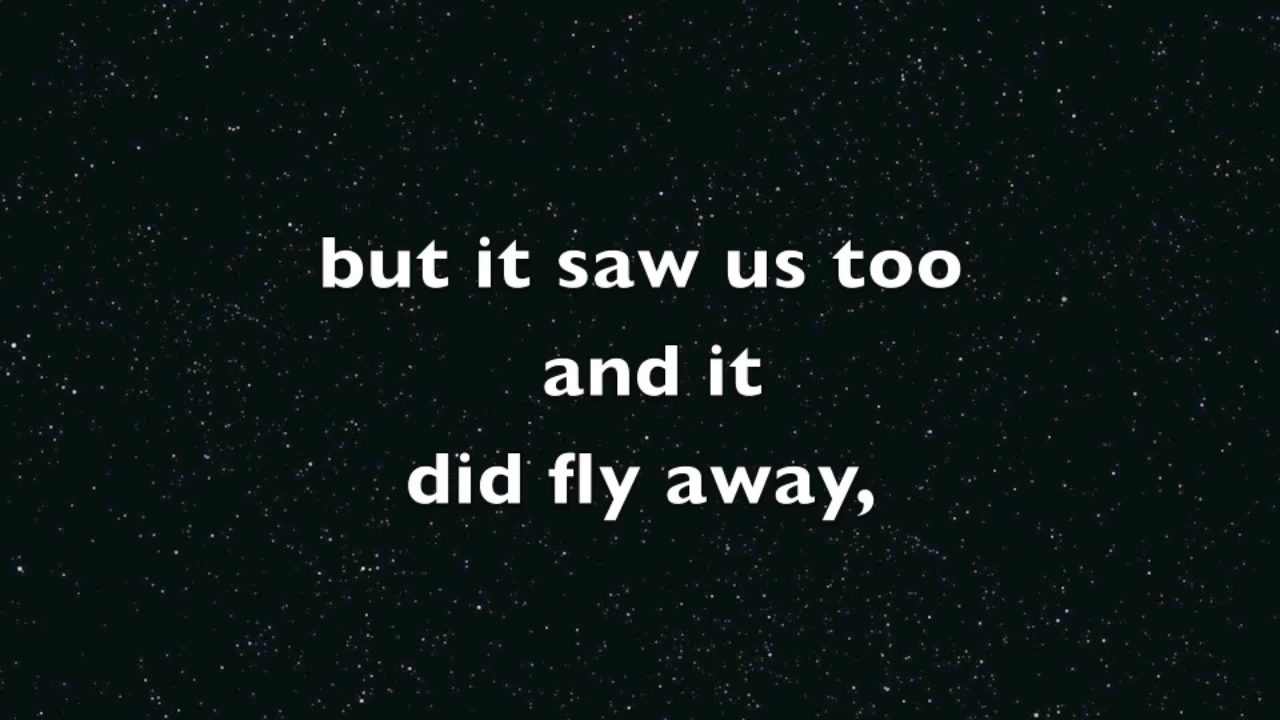 but it saw us too
and it
did fly away,